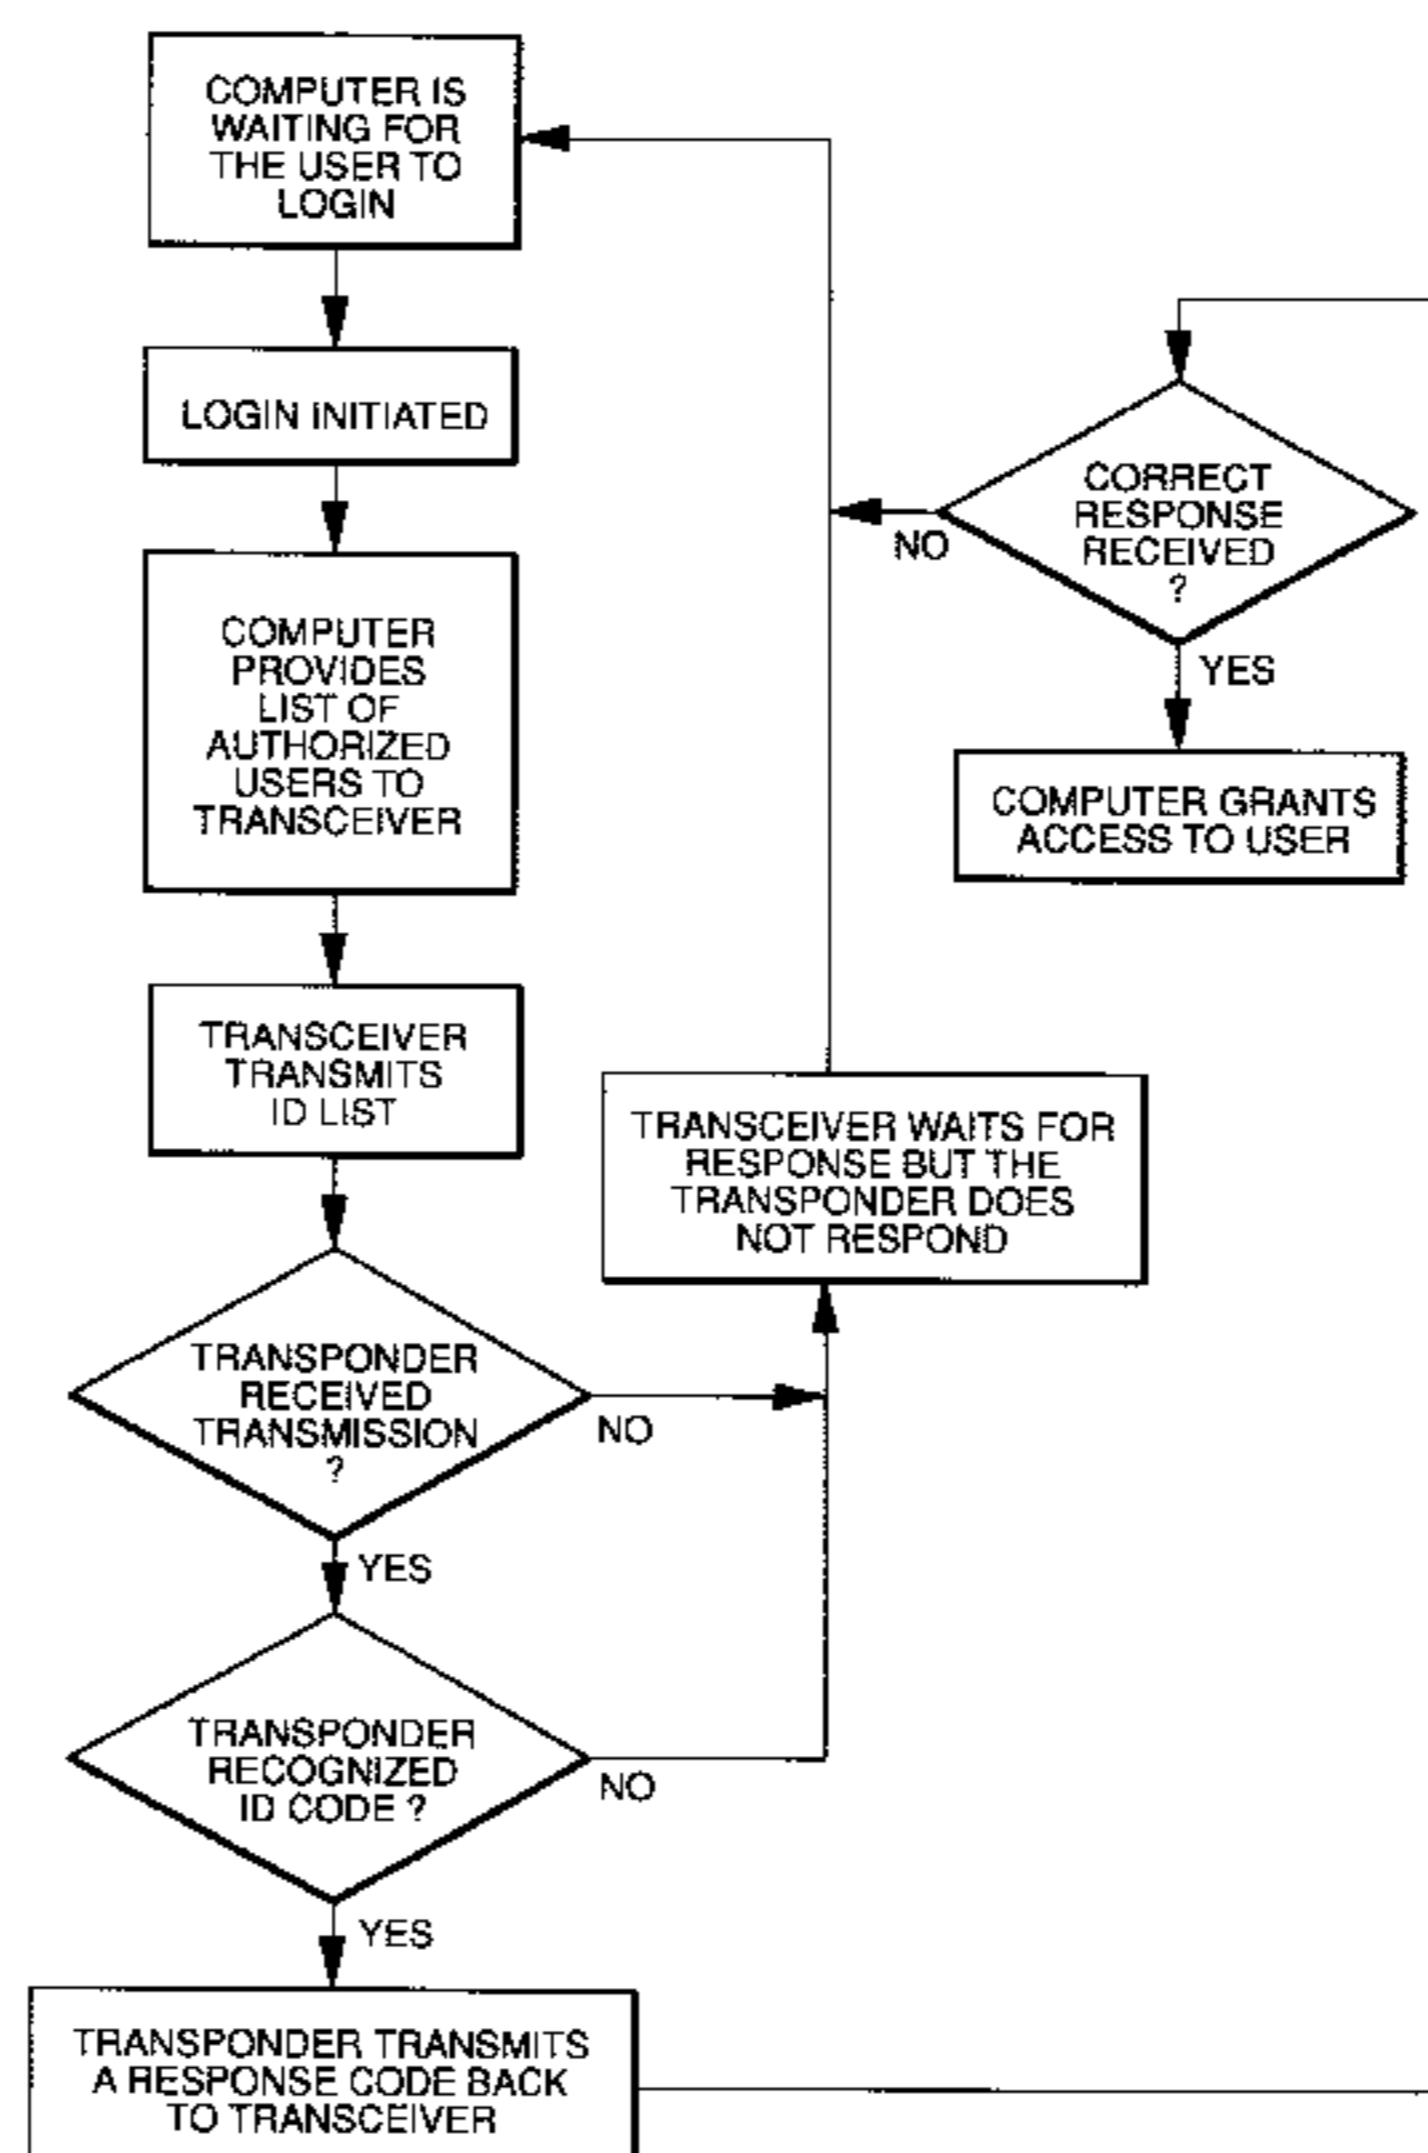 COMPUTER IS
WAITING FOR
THE USER TO
LOGIN
LOGIN INITIATED
COMPUTER
PROVIDES
LIST OF
AUTHORIZED
USERS TO
TRANSCEIVER
TRANSCEIVER
TRANSMITS
ID LIST
TRANSPONDER
RECEIVED
TRANSMISSION
?
NO
YES
TRANSPONDER
RECOGNIZED
ID CODE ?
NO
YES
TRANSPONDER TRANSMITS
A RESPONSE CODE BACK
TO TRANSCEIVER
TRANSCEIVER WAITS FOR
RESPONSE BUT THE
TRANSPONDER DOES
NOT RESPOND
CORRECT
RESPONSE
RECEIVED
?
NO
YES
COMPUTER GRANTS
ACCESS TO USER